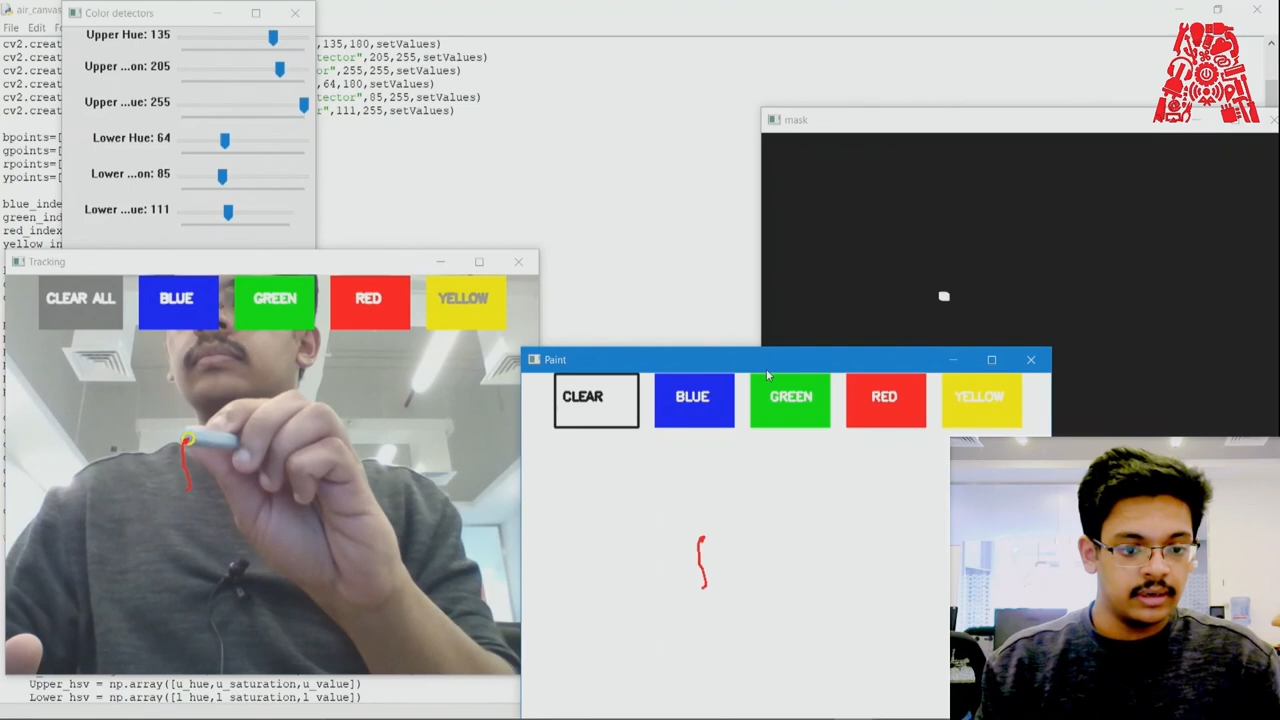 air_canvas
File Edit Fo
cv2.creat
cv2.creat
cv2.creat
cv2.creat
cv2.creat
cv2.creat
,135,180,setValues)
tector",205,255,setValues)
or",255,255,setValues)
,64,180,setValues)
tector",85,255,setValues)
r",111,255,setValues)
bpoints=[
gpoints=[
rpoints=[
ypoints=[
blue_inde
green_ind
red_index
yellow in
Color detectors
Upper Hue: 135
Upper ...on: 205
Upper ...ue: 255
Lower Hue: 64
Lower ...on: 85
Lower ...ue: 111
mask
Tracking
CLEAR ALL BLUE GREEN RED YELLOW
Paint
CLEAR BLUE GREEN RED YELLOW
Upper_hsv = np.array([u_hue,u_saturation,u_value])
Lower_hsv = np.array([l_hue,l_saturation,l_value])